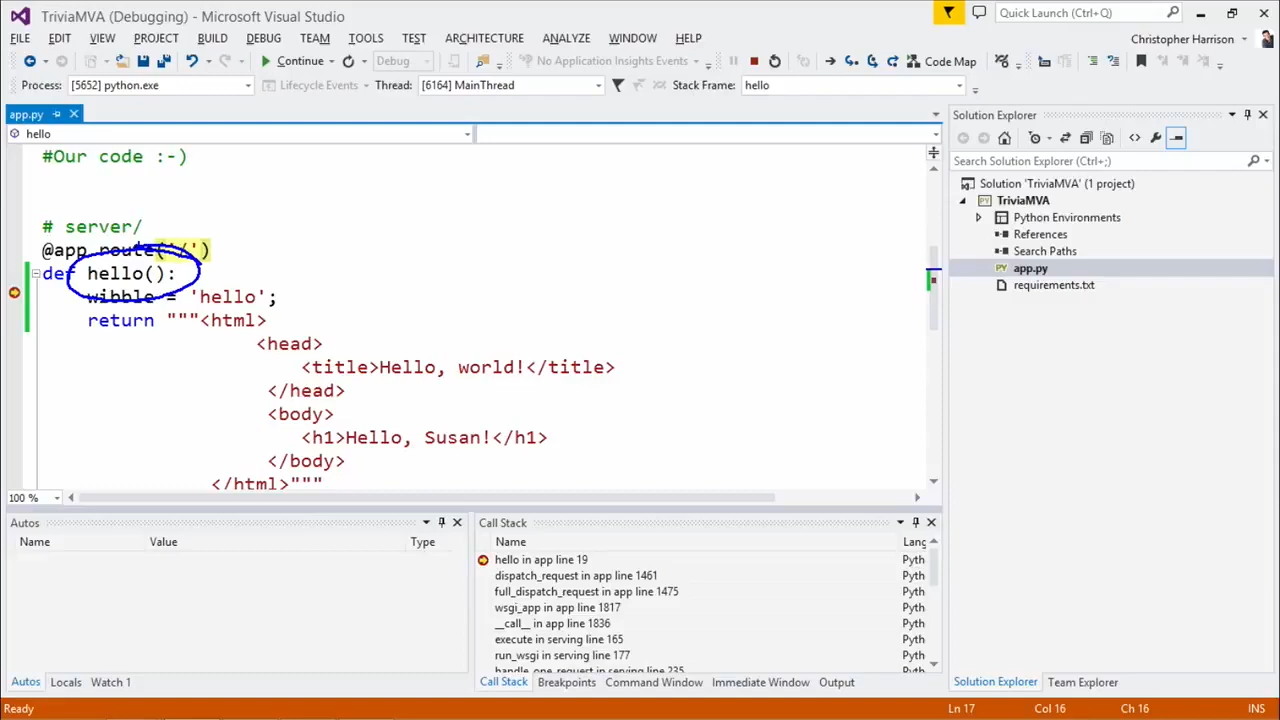 TriviaMVA (Debugging) - Microsoft Visual Studio
Quick Launch (Ctrl+Q)
FILE EDIT VIEW PROJECT BUILD DEBUG TEAM TOOLS TEST ARCHITECTURE ANALYZE WINDOW HELP
Christopher Harrison
Continue Debug No Application Insights Events Code Map
Process: [5652] python.exe Lifecycle Events Thread: [6164] MainThread Stack Frame: hello
app.py
hello
#Our code :-)
# server/
@app.route('/')
def hello():
wibble = 'hello';
return """<html>
<head>
<title>Hello, world!</title>
</head>
<body>
<h1>Hello, Susan!</h1>
</body>
</html>"""
100 %
Solution Explorer
Search Solution Explorer (Ctrl+;)
Solution 'TriviaMVA' (1 project)
PY TriviaMVA
Python Environments
References
Search Paths
PY app.py
requirements.txt
Autos
Name Value Type
Call Stack
Name Lang
hello in app line 19 Pyth
dispatch_request in app line 1461 Pyth
full_dispatch_request in app line 1475 Pyth
wsgi_app in app line 1817 Pyth
__call__ in app line 1836 Pyth
execute in serving line 165 Pyth
run_wsgi in serving line 177 Pyth
handle_one_request in serving line 235 Pyth
Autos Locals Watch 1
Call Stack Breakpoints Command Window Immediate Window Output
Solution Explorer Team Explorer
Ready Ln 17 Col 16 Ch 16 INS